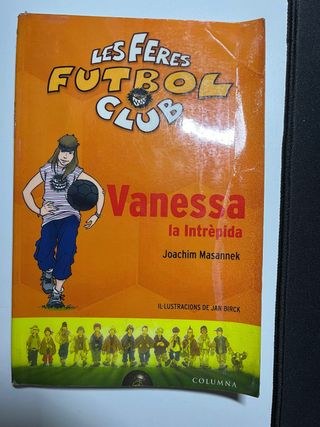 LES FERES
FUTBOL
CLUB
Vanessa
la Intrèpida
Joachim Masannek
IL·LUSTRACIONS DE JAN BIRCK
COLUMNA